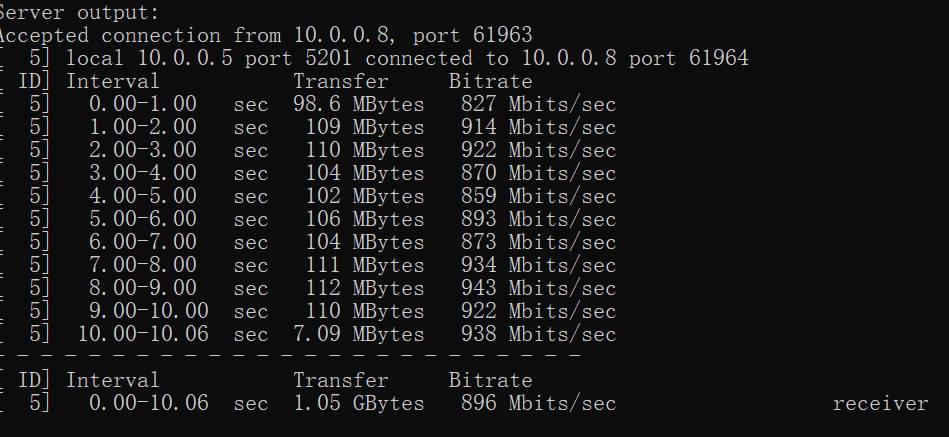 Server output:
Accepted connection from 10.0.0.8, port 61963
[  5] local 10.0.0.5 port 5201 connected to 10.0.0.8 port 61964
[ ID] Interval           Transfer     Bitrate
[  5]   0.00-1.00   sec  98.6 MBytes   827 Mbits/sec
[  5]   1.00-2.00   sec   109 MBytes   914 Mbits/sec
[  5]   2.00-3.00   sec   110 MBytes   922 Mbits/sec
[  5]   3.00-4.00   sec   104 MBytes   870 Mbits/sec
[  5]   4.00-5.00   sec   102 MBytes   859 Mbits/sec
[  5]   5.00-6.00   sec   106 MBytes   893 Mbits/sec
[  5]   6.00-7.00   sec   104 MBytes   873 Mbits/sec
[  5]   7.00-8.00   sec   111 MBytes   934 Mbits/sec
[  5]   8.00-9.00   sec   112 MBytes   943 Mbits/sec
[  5]   9.00-10.00  sec   110 MBytes   922 Mbits/sec
[  5]  10.00-10.06  sec  7.09 MBytes   938 Mbits/sec
- - - - - - - - - - - - - - - - - - - - - - - - -
[ ID] Interval           Transfer     Bitrate
[  5]   0.00-10.06  sec  1.05 GBytes   896 Mbits/sec                  receiver